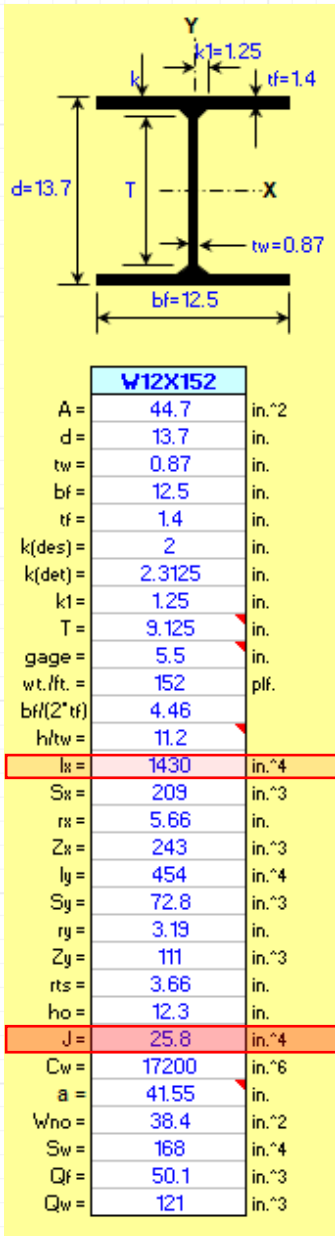 Y
k1=1.25
k
tf=1.4
d=13.7
T
X
tw=0.87
bf=12.5
W12X152
A = 44.7 in.^2
d = 13.7 in.
tw = 0.87 in.
bf = 12.5 in.
tf = 1.4 in.
k(des) = 2 in.
k(det) = 2.3125 in.
k1 = 1.25 in.
T = 9.125 in.
gage = 5.5 in.
wt./ft. = 152 plf.
bf/(2*tf) 4.46
h/tw = 11.2
Ix = 1430 in.^4
Sx = 209 in.^3
rx = 5.66 in.
Zx = 243 in.^3
Iy = 454 in.^4
Sy = 72.8 in.^3
ry = 3.19 in.
Zy = 111 in.^3
rts = 3.66 in.
ho = 12.3 in.
J = 25.8 in.^4
Cw = 17200 in.^6
a = 41.55 in.
Wno = 38.4 in.^2
Sw = 168 in.^4
Qf = 50.1 in.^3
Qw = 121 in.^3